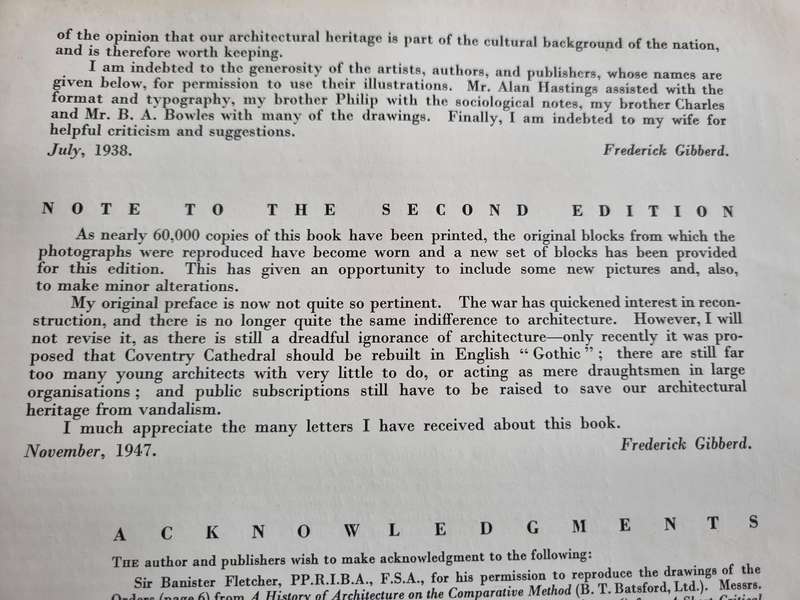 of the opinion that our architectural heritage is part of the cultural background of the nation,
and is therefore worth keeping.
I am indebted to the generosity of the artists, authors, and publishers, whose names are
given below, for permission to use their illustrations. Mr. Alan Hastings assisted with the
format and typography, my brother Philip with the sociological notes, my brother Charles
and Mr. B. A. Bowles with many of the drawings. Finally, I am indebted to my wife for
helpful criticism and suggestions.
July, 1938. Frederick Gibberd.
NOTE TO THE SECOND EDITION
As nearly 60,000 copies of this book have been printed, the original blocks from which the
photographs were reproduced have become worn and a new set of blocks has been provided
for this edition. This has given an opportunity to include some new pictures and, also,
to make minor alterations.
My original preface is now not quite so pertinent. The war has quickened interest in recon-
struction, and there is no longer quite the same indifference to architecture. However, I will
not revise it, as there is still a dreadful ignorance of architecture—only recently it was pro-
posed that Coventry Cathedral should be rebuilt in English “ Gothic ” ; there are still far
too many young architects with very little to do, or acting as mere draughtsmen in large
organisations ; and public subscriptions still have to be raised to save our architectural
heritage from vandalism.
I much appreciate the many letters I have received about this book.
November, 1947. Frederick Gibberd.
ACKNOWLEDGMENTS
THE author and publishers wish to make acknowledgment to the following:
Sir Banister Fletcher, PP.R.I.B.A., F.S.A., for his permission to reproduce the drawings of the
Orders (page 6) from A History of Architecture on the Comparative Method (B. T. Batsford, Ltd.). Messrs.